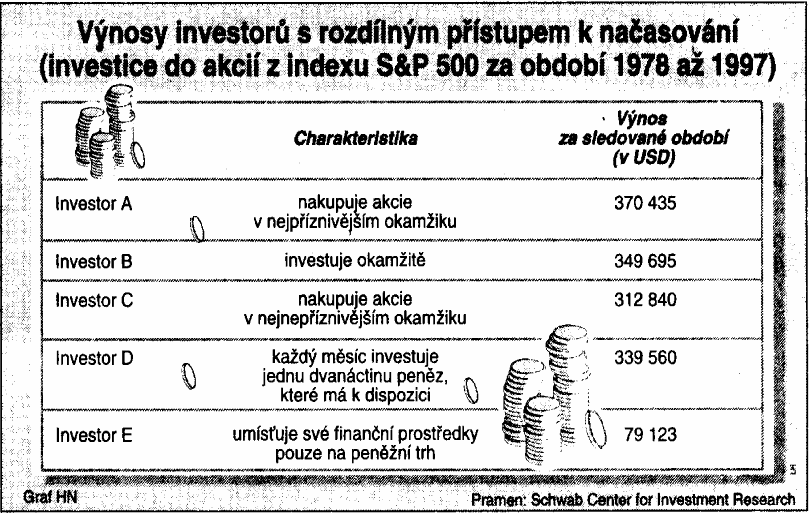 Výnosy investorů s rozdílným přístupem k načasování
(investice do akcií z indexu S&P 500 za období 1978 až 1997)
Charakteristika
Výnos
za sledované období
(v USD)
Investor A
nakupuje akcie
v nejpříznivějším okamžiku
370 435
Investor B
investuje okamžitě
349 695
Investor C
nakupuje akcie
v nejnepříznivějším okamžiku
312 840
Investor D
každý měsíc investuje
jednu dvanáctinu peněz,
které má k dispozici
339 560
Investor E
umísťuje své finanční prostředky
pouze na peněžní trh
79 123
3
Graf HN
Pramen: Schwab Center for Investment Research